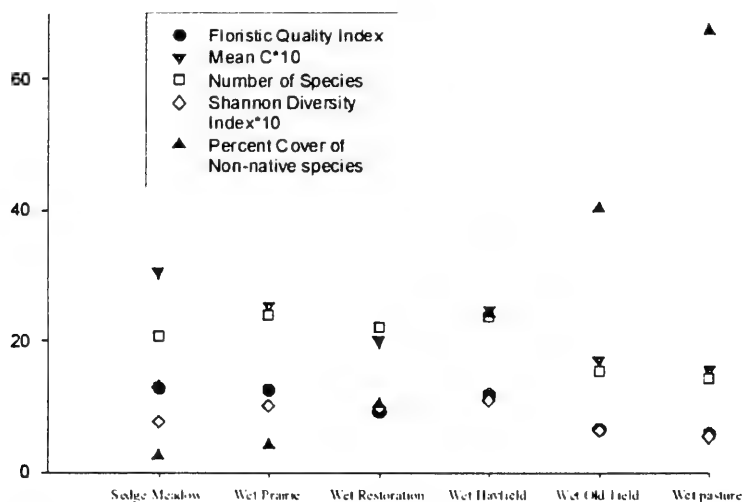 Floristic Quality Index
Mean C*10
Number of Species
Shannon Diversity
Index*10
Percent Cover of
Non-native species
60
40
20
0
Sedge Meadow Wet Prairie Wet Restoration Wet Hayfield Wet Old Field Wet pasture